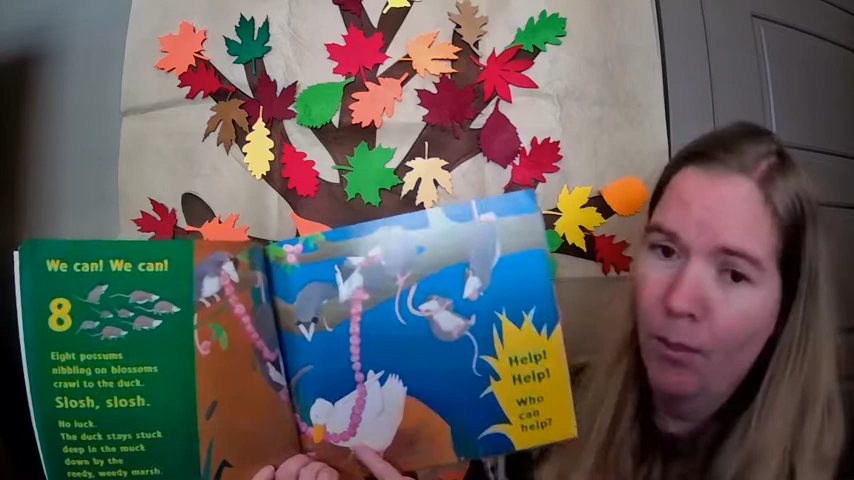 We can! We can!
8
Eight possums
nibbling on blossoms
crawl to the duck.
Slosh, slosh.
No luck.
The duck stays stuck
deep in the muck
down by the
reedy, weedy marsh.
Help!
Help!
Who
can
help?